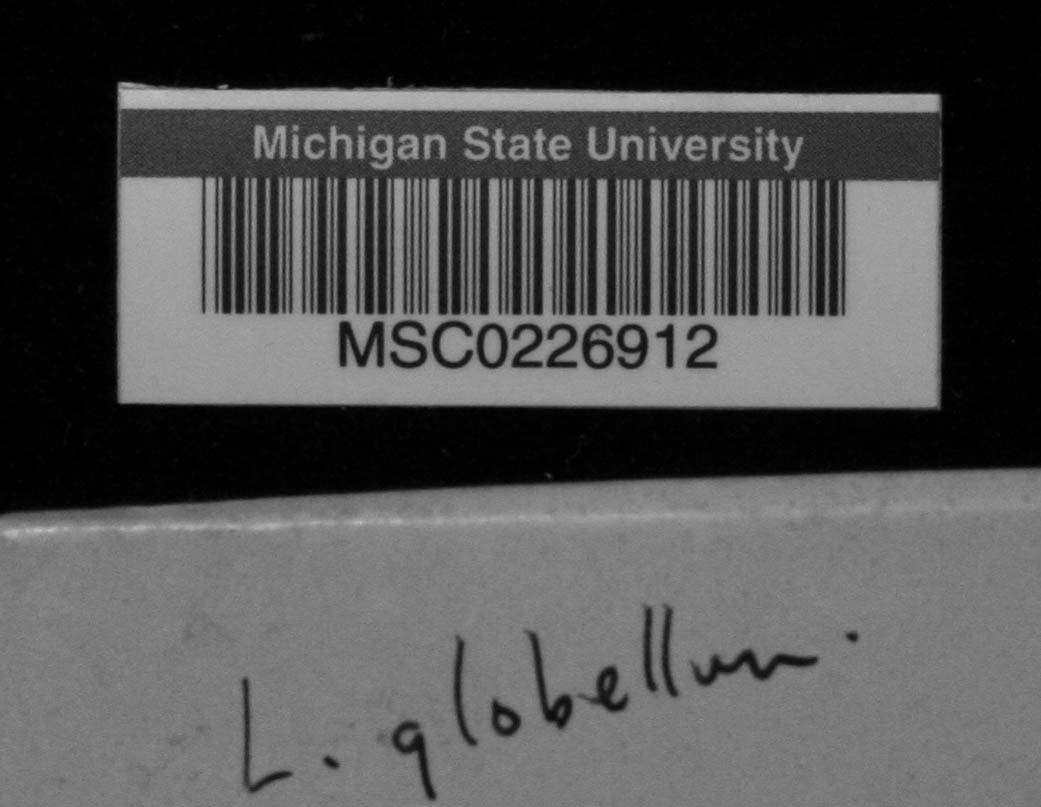 Michigan State University
MSC0226912
L. globellum.